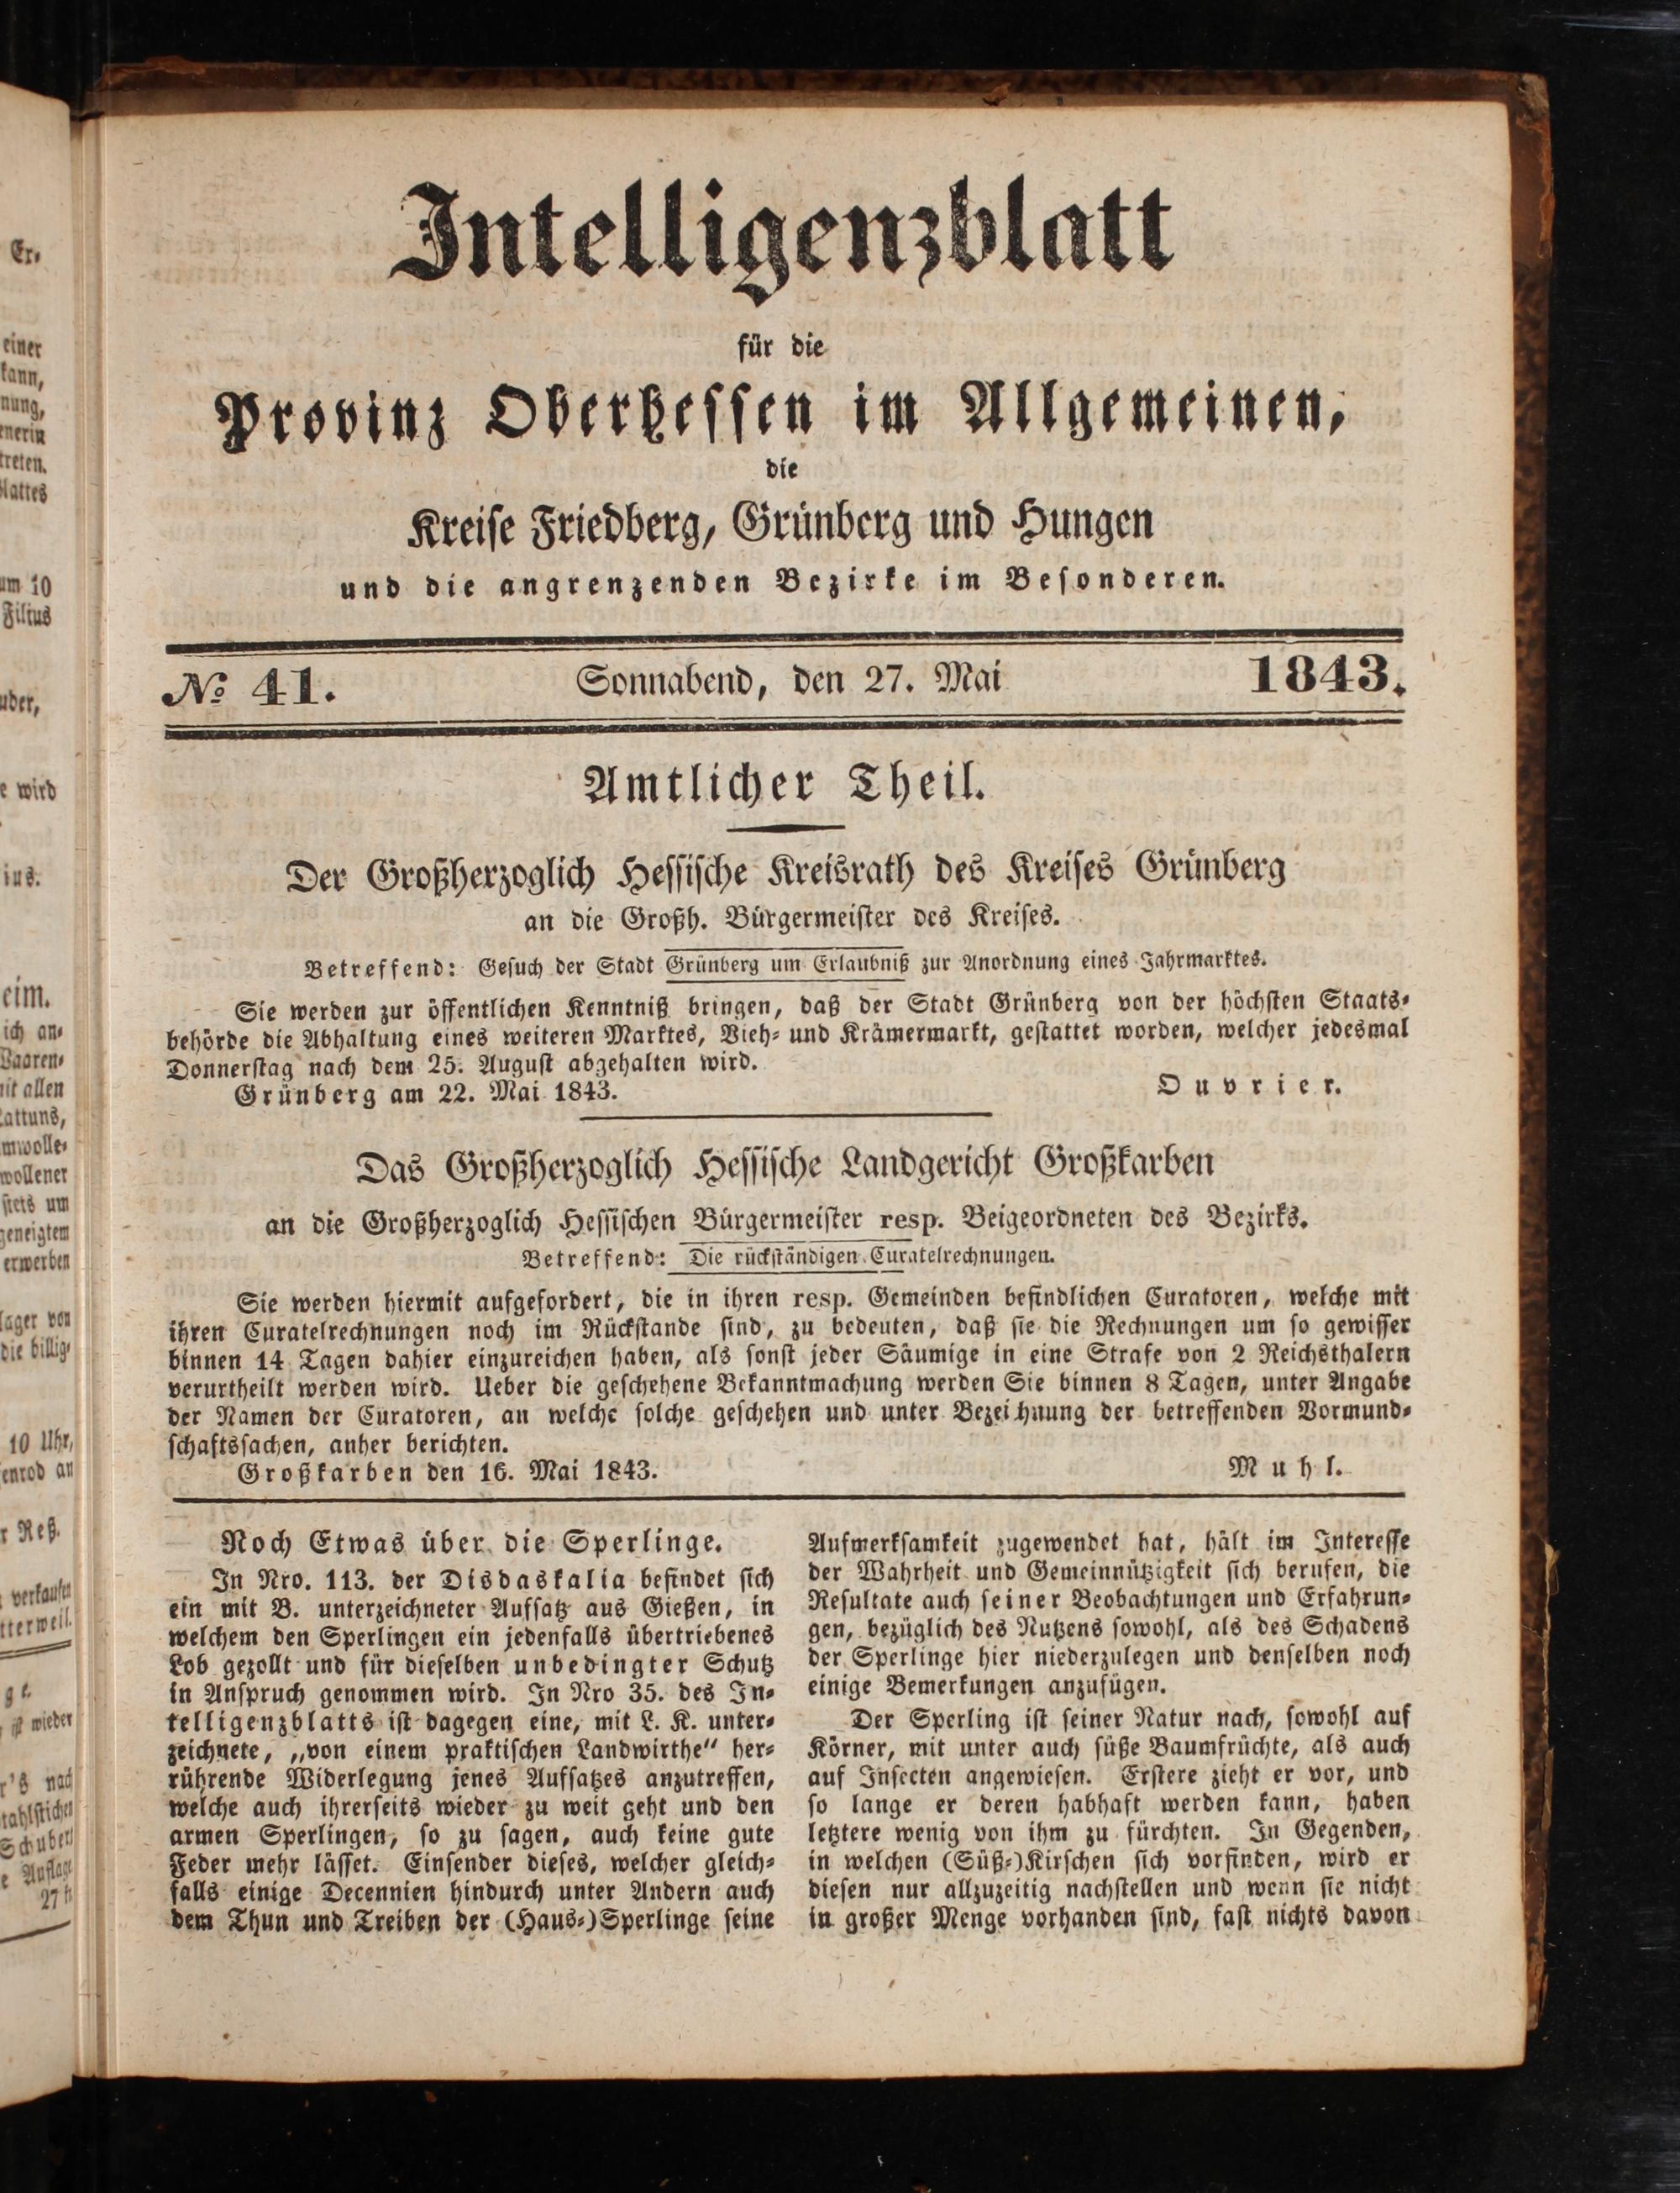 Intelligenzblatt
für die
Provinz Oberhessen im Allgemeinen,
die
Kreise Friedberg, Grünberg und Hungen
und die angrenzenden Bezirke im Besonderen.
№ 41.
Sonnabend, den 27. Mai
1843.
Amtlicher Theil.
Der Großherzoglich Hessische Kreisrath des Kreises Grünberg
an die Großh. Bürgermeister des Kreises.
Betreffend: Gesuch der Stadt Grünberg um Erlaubniß zur Anordnung eines Jahrmarktes.
Sie werden zur öffentlichen Kenntniß bringen, daß der Stadt Grünberg von der höchsten Staats-
behörde die Abhaltung eines weiteren Marktes, Vieh- und Krämermarkt, gestattet worden, welcher jedesmal
Donnerstag nach dem 25. August abgehalten wird.
Grünberg am 22. Mai 1843.
Ouvrier.
Das Großherzoglich Hessische Landgericht Großkarben
an die Großherzoglich Hessischen Bürgermeister resp. Beigeordneten des Bezirks.
Betreffend: Die rückständigen Curatelrechnungen.
Sie werden hiermit aufgefordert, die in ihren resp. Gemeinden befindlichen Curatoren, welche mit
ihren Curatelrechnungen noch im Rückstande sind, zu bedeuten, daß sie die Rechnungen um so gewisser
binnen 14 Tagen dahier einzureichen haben, als sonst jeder Säumige in eine Strafe von 2 Reichsthalern
verurtheilt werden wird. Ueber die geschehene Bekanntmachung werden Sie binnen 8 Tagen, unter Angabe
der Namen der Curatoren, an welche solche geschehen und unter Bezeichnung der betreffenden Vormund-
schaftssachen, anher berichten.
Großkarben den 16. Mai 1843.
Muhl.
Noch Etwas über die Sperlinge.
In Nro. 113. der Disdaskalia befindet sich
ein mit B. unterzeichneter Aufsatz aus Gießen, in
welchem den Sperlingen ein jedenfalls übertriebenes
Lob gezollt und für dieselben unbedingter Schutz
in Anspruch genommen wird. In Nro 35. des In-
telligenzblatts ist dagegen eine, mit L. K. unter-
zeichnete, „von einem praktischen Landwirthe“ her-
rührende Widerlegung jenes Aufsatzes anzutreffen,
welche auch ihrerseits wieder zu weit geht und den
armen Sperlingen, so zu sagen, auch keine gute
Feder mehr lässet. Einsender dieses, welcher gleich-
falls einige Decennien hindurch unter Andern auch
dem Thun und Treiben der (Haus-)Sperlinge seine
Aufmerksamkeit zugewendet hat, hält im Interesse
der Wahrheit und Gemeinnützigkeit sich berufen, die
Resultate auch seiner Beobachtungen und Erfahrun-
gen, bezüglich des Nutzens sowohl, als des Schadens
der Sperlinge hier niederzulegen und denselben noch
einige Bemerkungen anzufügen.
Der Sperling ist seiner Natur nach, sowohl auf
Körner, mit unter auch süße Baumfrüchte, als auch
auf Insecten angewiesen. Erstere zieht er vor, und
so lange er deren habhaft werden kann, haben
letztere wenig von ihm zu fürchten. In Gegenden,
in welchen (Süß-)Kirschen sich vorfinden, wird er
diesen nur allzuzeitig nachstellen und wenn sie nicht
in großer Menge vorhanden sind, fast nichts davon